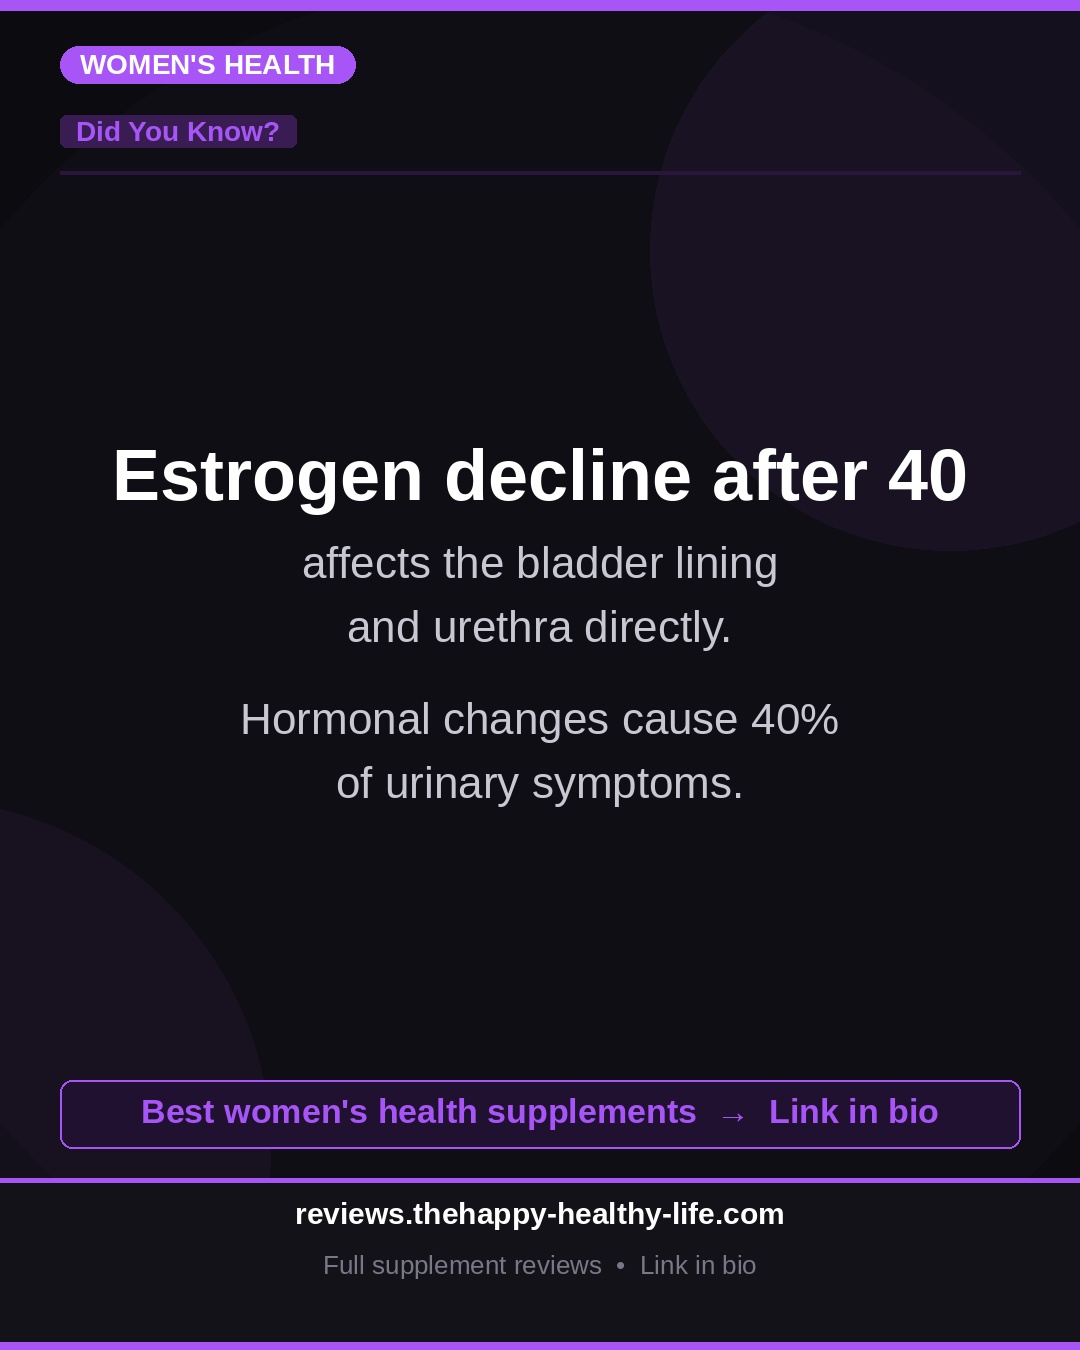 WOMEN'S HEALTH
Did You Know?
Estrogen decline after 40
affects the bladder lining
and urethra directly.
Hormonal changes cause 40%
of urinary symptoms.
Best women's health supplements → Link in bio
reviews.thehappy-healthy-life.com
Full supplement reviews • Link in bio